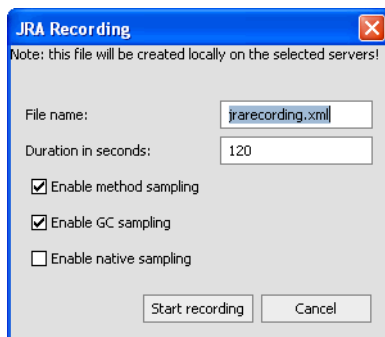 JRA Recording
Note: this file will be created locally on the selected servers!
File name: jrarecording.xml
Duration in seconds: 120
Enable method sampling
Enable GC sampling
Enable native sampling
Start recording Cancel